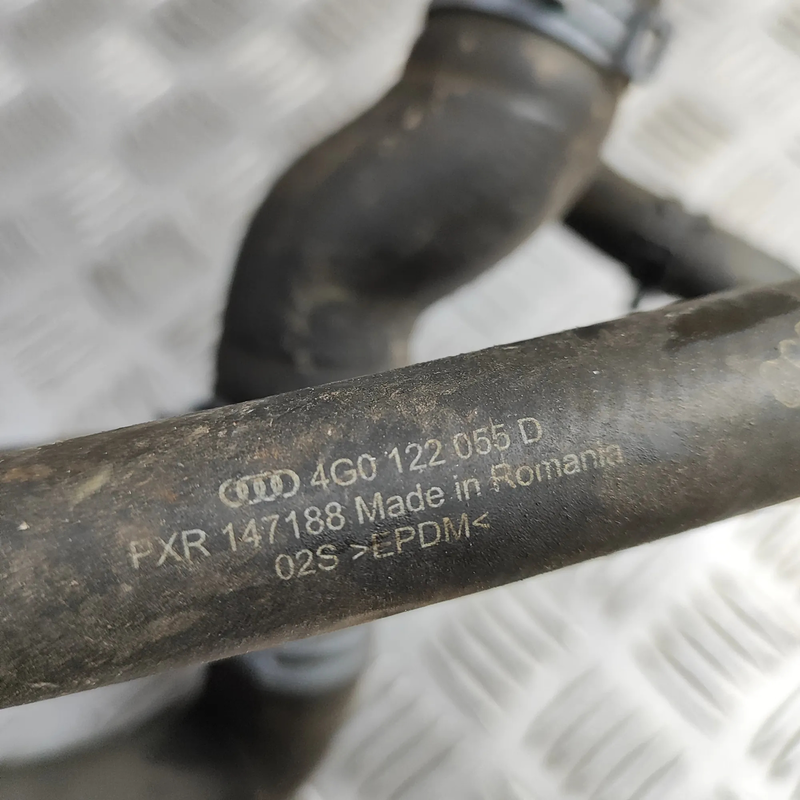 4G0 122 055 D
PXR 147188 Made in Romania
02S >EPDM<